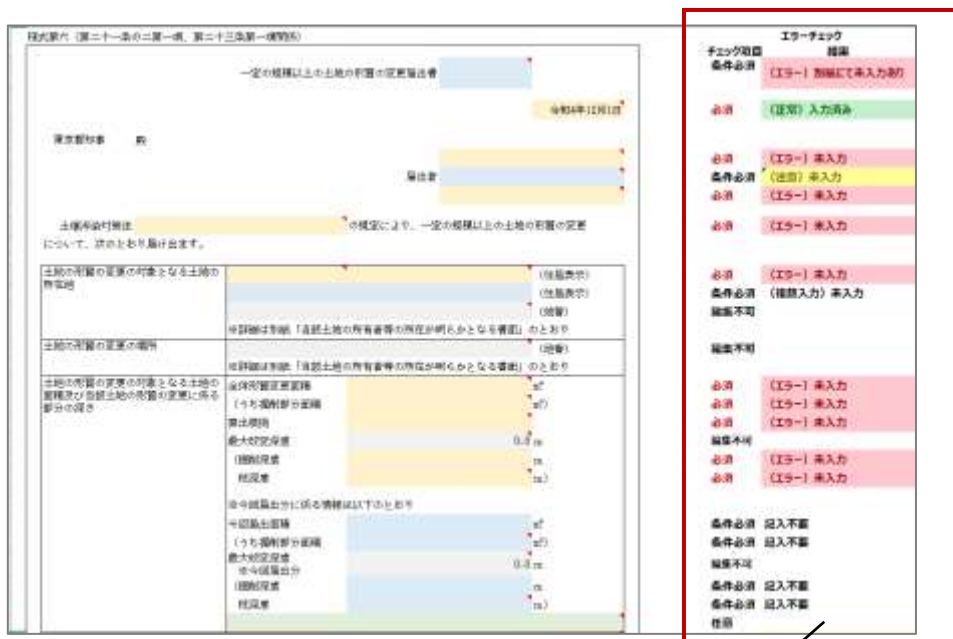 様式第六（第二十一条の二第一項、第二十三条第一項関係）
エラーチェック
チェック項目 結果
一定の規模以上の土地の形質の変更届出書
条件必須 （エラー）別紙にて未入力あり
令和4年12月1日
必須 （正常）入力済み
東京都知事 殿
必須 （エラー）未入力
届出者
条件必須 （注意）未入力
必須 （エラー）未入力
土壌汚染対策法 の規定により、一定の規模以上の土地の形質の変更
必須 （エラー）未入力
について、次のとおり届け出ます。
土地の形質の変更の対象となる土地の所在地
（住居表示）
必須 （エラー）未入力
（住居表示）
条件必須 （複数入力）未入力
（地番）
編集不可
※詳細は別紙「当該土地の所有者等の所在が明らかとなる書面」のとおり
土地の形質の変更の場所
（地番）
編集不可
※詳細は別紙「当該土地の所有者等の所在が明らかとなる書面」のとおり
土地の形質の変更の対象となる土地の
面積及び当該土地の形質の変更に係る
部分の深さ
全体形質変更面積 ㎡
必須 （エラー）未入力
（うち掘削部分面積 ㎡）
必須 （エラー）未入力
算出根拠
必須 （エラー）未入力
最大改変深度 0.0 m
編集不可
（掘削深度 m
必須 （エラー）未入力
杭深度 m）
必須 （エラー）未入力
※今回届出分に係る情報は以下のとおり
今回届出面積 ㎡
条件必須 記入不要
（うち掘削部分面積 ㎡）
条件必須 記入不要
最大改変深度
※今回届出分 0.0 m
編集不可
（掘削深度 m
条件必須 記入不要
杭深度 m）
条件必須 記入不要
任意